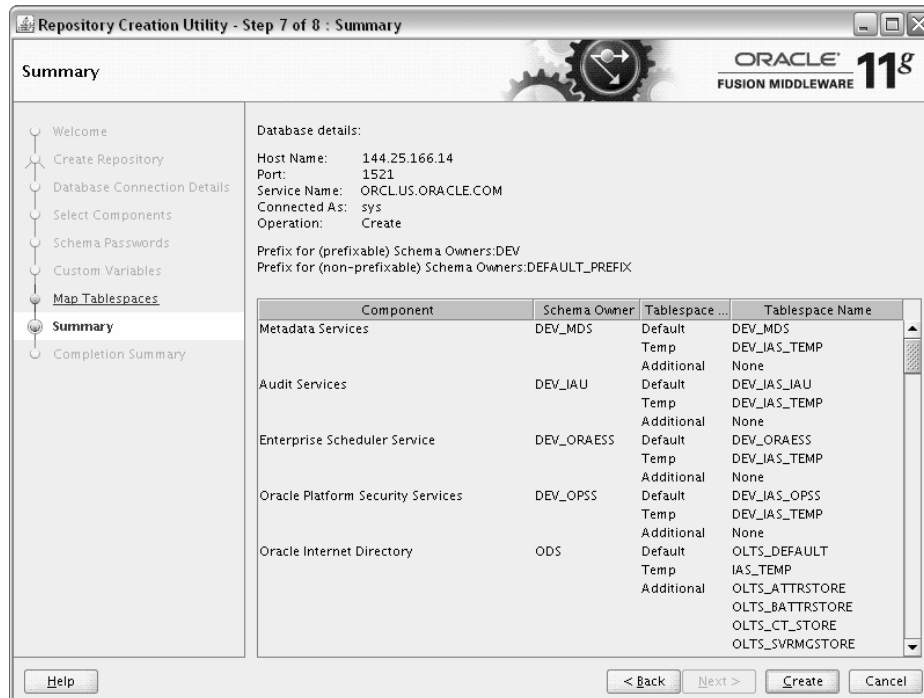 Repository Creation Utility - Step 7 of 8 : Summary
Summary
ORACLE
FUSION MIDDLEWARE 11g
Welcome
Create Repository
Database Connection Details
Select Components
Schema Passwords
Custom Variables
Map Tablespaces
Summary
Completion Summary
Database details:
Host Name: 144.25.166.14
Port: 1521
Service Name: ORCL.US.ORACLE.COM
Connected As: sys
Operation: Create
Prefix for (prefixable) Schema Owners:DEV
Prefix for (non-prefixable) Schema Owners:DEFAULT_PREFIX
Component Schema Owner Tablespace ... Tablespace Name
Metadata Services DEV_MDS Default DEV_MDS
Temp DEV_IAS_TEMP
Additional None
Audit Services DEV_IAU Default DEV_IAS_IAU
Temp DEV_IAS_TEMP
Additional None
Enterprise Scheduler Service DEV_ORAESS Default DEV_ORAESS
Temp DEV_IAS_TEMP
Additional None
Oracle Platform Security Services DEV_OPSS Default DEV_IAS_OPSS
Temp DEV_IAS_TEMP
Additional None
Oracle Internet Directory ODS Default OLTS_DEFAULT
Temp IAS_TEMP
Additional OLTS_ATTRSTORE
OLTS_BATTRSTORE
OLTS_CT_STORE
OLTS_SVRMGSTORE
Help < Back Next > Create Cancel